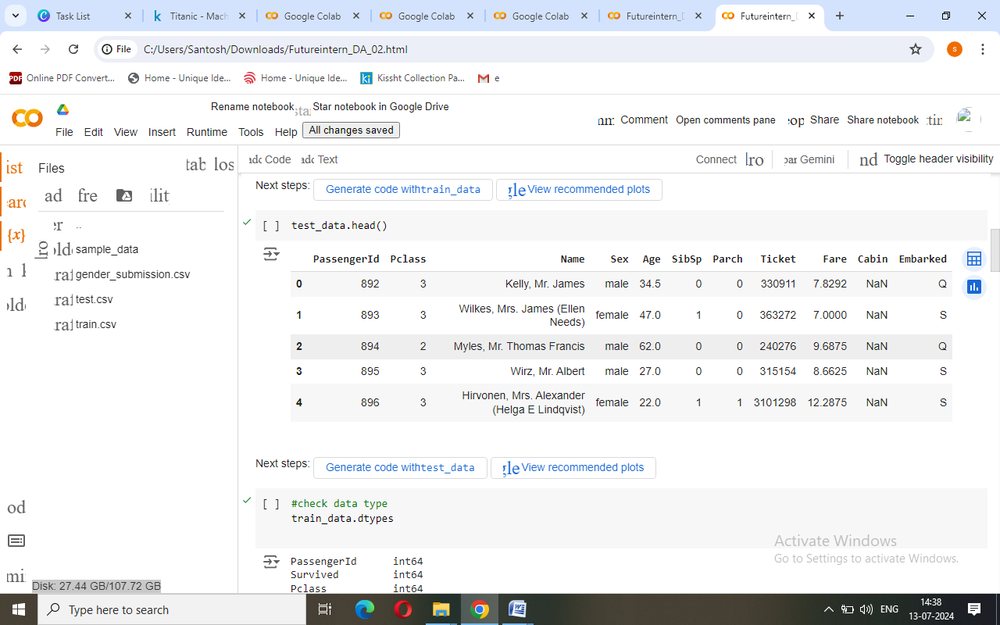 Task List
Titanic - Mach
Google Colab
Google Colab
Google Colab
Futureintern_D
Futureintern_D
File C:/Users/Santosh/Downloads/Futureintern_DA_02.html
s
PDF Online PDF Convert... Home - Unique Ide... Home - Unique Ide... ki Kissht Collection Pa... e
Rename notebook sta Star notebook in Google Drive
File Edit View Insert Runtime Tools Help All changes saved
Comment Open comments pane Share Share notebook
Files
Code Text
Connect Gemini Toggle header visibility
{x}
..
sample_data
gender_submission.csv
test.csv
train.csv
Disk: 27.44 GB/107.72 GB
Next steps: Generate code withtrain_data View recommended plots
[ ] test_data.head()
PassengerId Pclass Name Sex Age SibSp Parch Ticket Fare Cabin Embarked
0 892 3 Kelly, Mr. James male 34.5 0 0 330911 7.8292 NaN Q
1 893 3 Wilkes, Mrs. James (Ellen
Needs) female 47.0 1 0 363272 7.0000 NaN S
2 894 2 Myles, Mr. Thomas Francis male 62.0 0 0 240276 9.6875 NaN Q
3 895 3 Wirz, Mr. Albert male 27.0 0 0 315154 8.6625 NaN S
4 896 3 Hirvonen, Mrs. Alexander
(Helga E Lindqvist) female 22.0 1 1 3101298 12.2875 NaN S
Next steps: Generate code withtest_data View recommended plots
[ ] #check data type
train_data.dtypes
PassengerId int64
Survived int64
Pclass int64
Activate Windows
Go to Settings to activate Windows.
Type here to search
ENG
14:38
13-07-2024